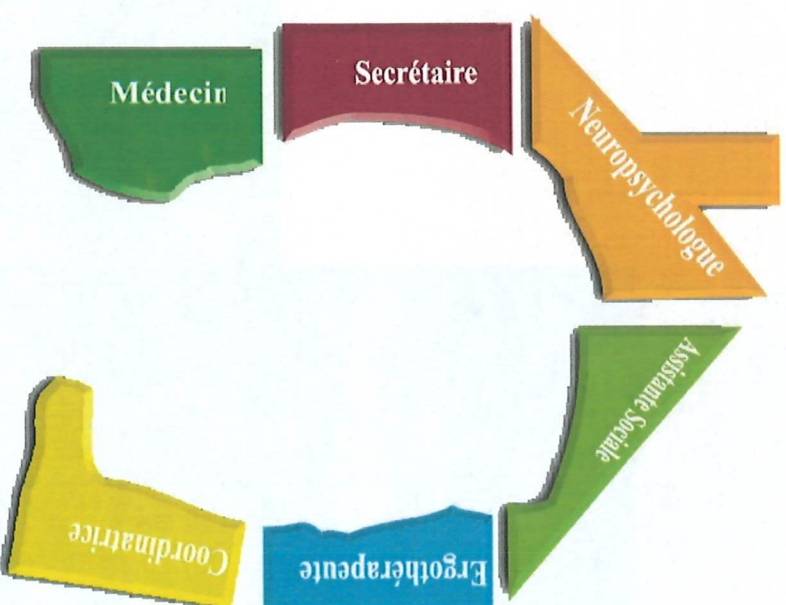 Médecin
Secrétaire
Neuropsychologue
Assistante Sociale
Ergothérapeute
Coordinatrice